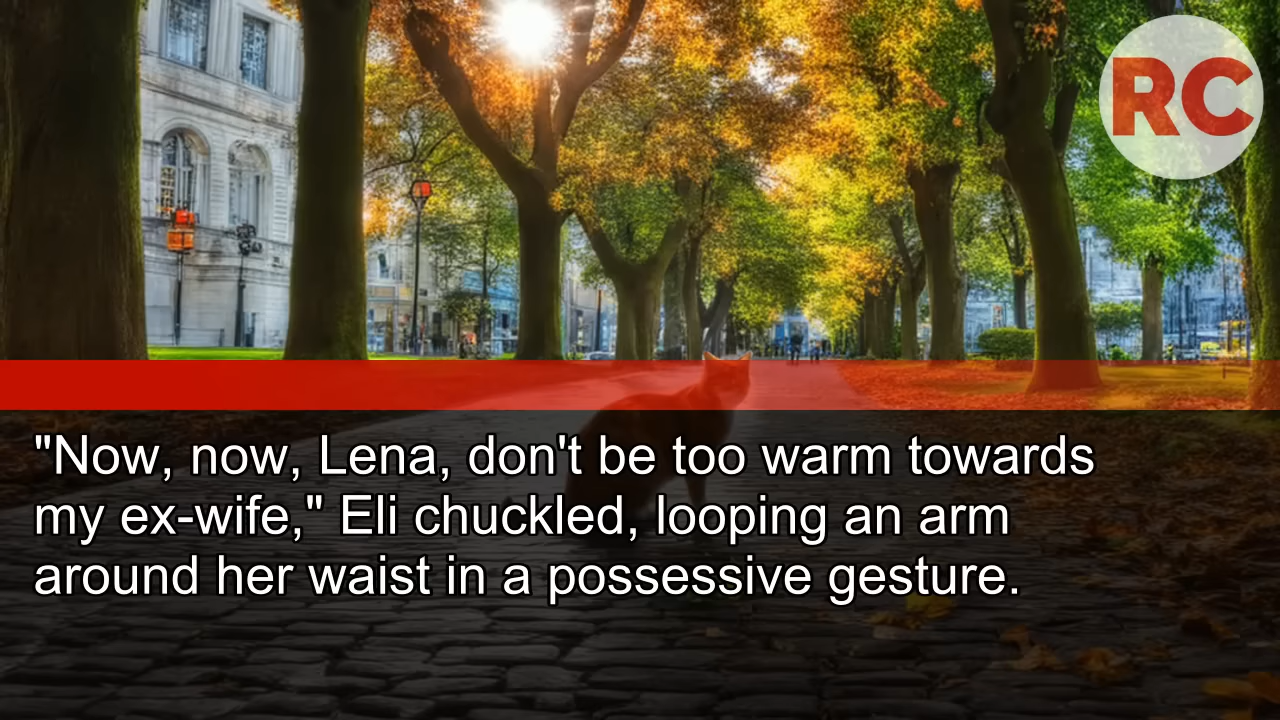 RC
"Now, now, Lena, don't be too warm towards
my ex-wife," Eli chuckled, looping an arm
around her waist in a possessive gesture.